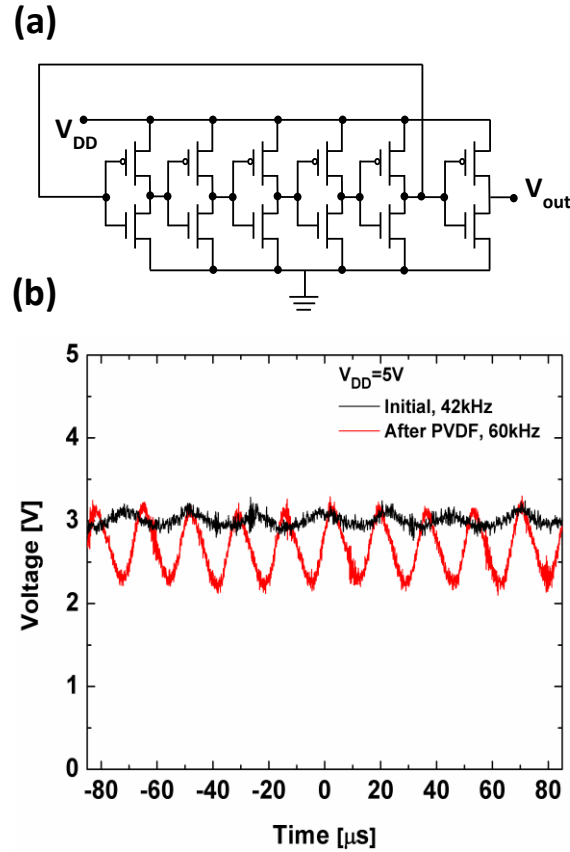 (a)
V_DD
V_out
(b)
V_DD=5V
Initial, 42kHz
After PVDF, 60kHz
5
4
3
2
1
0
Voltage [V]
-80 -60 -40 -20 0 20 40 60 80
Time [μs]